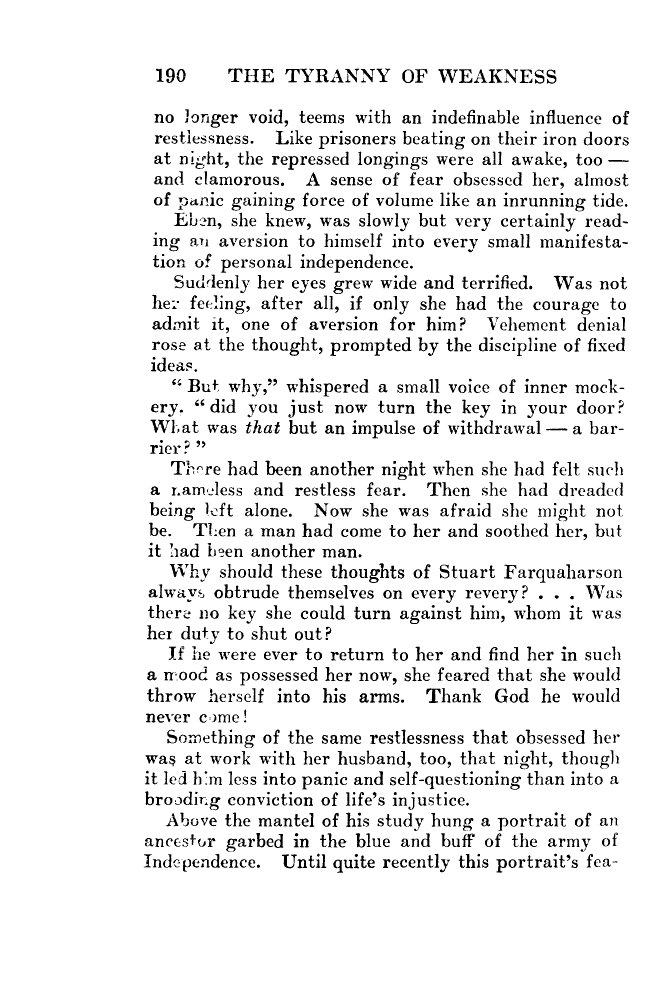 190 THE TYRANNY OF WEAKNESS
no longer void, teems with an indefinable influence of
restlessness. Like prisoners beating on their iron doors
at night, the repressed longings were all awake, too —
and clamorous. A sense of fear obsessed her, almost
of panic gaining force of volume like an inrunning tide.
Eben, she knew, was slowly but very certainly read-
ing an aversion to himself into every small manifesta-
tion of personal independence.
Suddenly her eyes grew wide and terrified. Was not
her feeling, after all, if only she had the courage to
admit it, one of aversion for him? Vehement denial
rose at the thought, prompted by the discipline of fixed
ideas.
“ But why,” whispered a small voice of inner mock-
ery. “ did you just now turn the key in your door?
What was that but an impulse of withdrawal — a bar-
rier? ”
There had been another night when she had felt such
a nameless and restless fear. Then she had dreaded
being left alone. Now she was afraid she might not
be. Then a man had come to her and soothed her, but
it had been another man.
Why should these thoughts of Stuart Farquaharson
always obtrude themselves on every revery? . . . Was
there no key she could turn against him, whom it was
her duty to shut out?
If he were ever to return to her and find her in such
a mood as possessed her now, she feared that she would
throw herself into his arms. Thank God he would
never come!
Something of the same restlessness that obsessed her
was at work with her husband, too, that night, though
it led him less into panic and self-questioning than into a
brooding conviction of life’s injustice.
Above the mantel of his study hung a portrait of an
ancestor garbed in the blue and buff of the army of
Independence. Until quite recently this portrait’s fea-